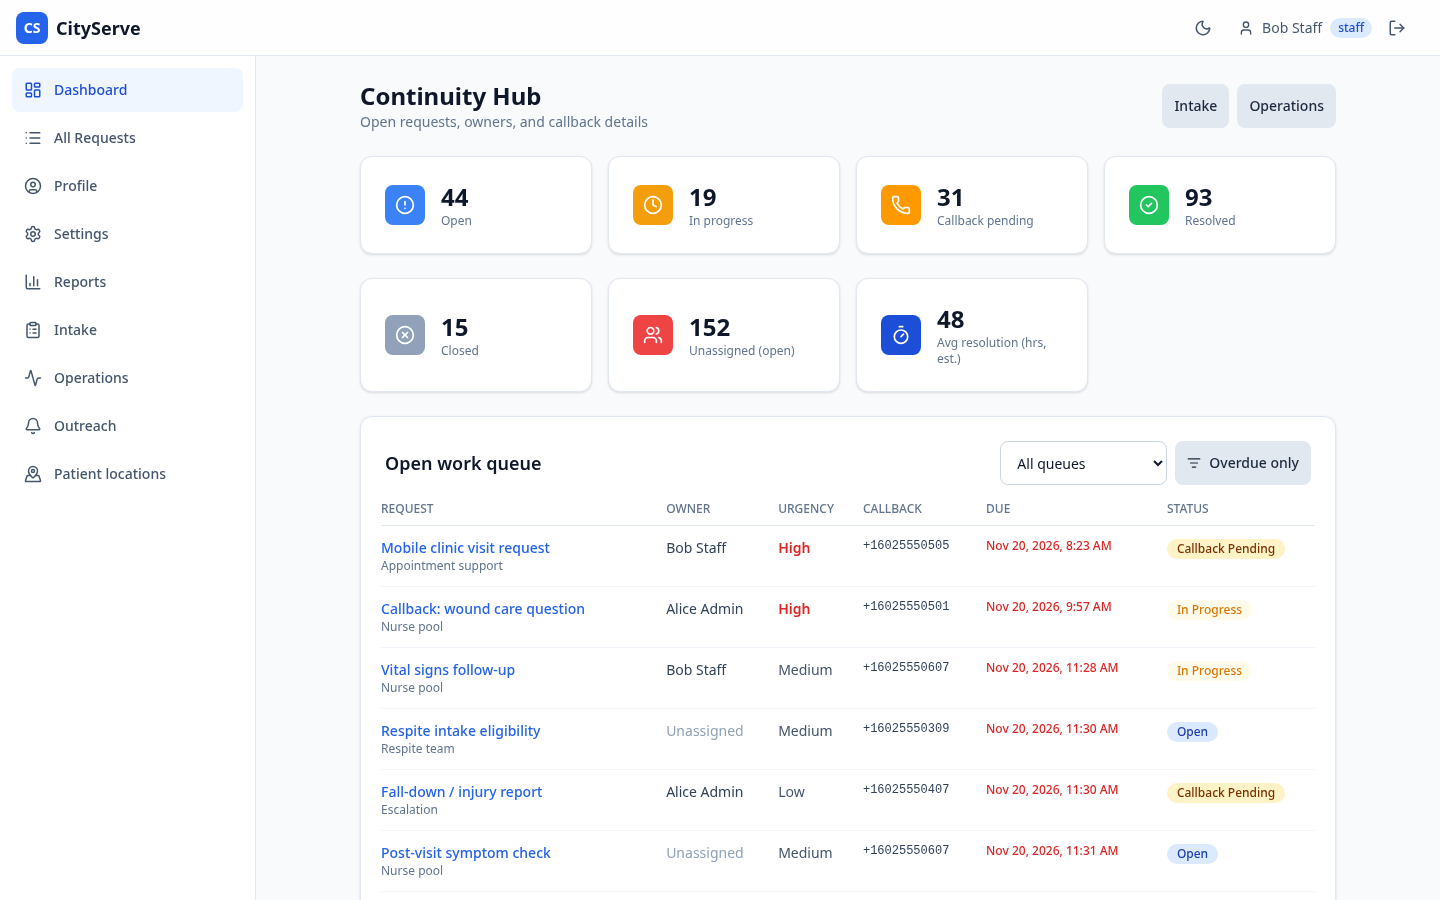 CS CityServe
Bob Staff staff
Dashboard
All Requests
Profile
Settings
Reports
Intake
Operations
Outreach
Patient locations
Continuity Hub
Open requests, owners, and callback details
Intake Operations
44
Open
19
In progress
31
Callback pending
93
Resolved
15
Closed
152
Unassigned (open)
48
Avg resolution (hrs,
est.)
Open work queue
All queues Overdue only
REQUEST OWNER URGENCY CALLBACK DUE STATUS
Mobile clinic visit request Bob Staff High +16025550505 Nov 20, 2026, 8:23 AM Callback Pending
Appointment support
Callback: wound care question Alice Admin High +16025550501 Nov 20, 2026, 9:57 AM In Progress
Nurse pool
Vital signs follow-up Bob Staff Medium +16025550607 Nov 20, 2026, 11:28 AM In Progress
Nurse pool
Respite intake eligibility Unassigned Medium +16025550309 Nov 20, 2026, 11:30 AM Open
Respite team
Fall-down / injury report Alice Admin Low +16025550407 Nov 20, 2026, 11:30 AM Callback Pending
Escalation
Post-visit symptom check Unassigned Medium +16025550607 Nov 20, 2026, 11:31 AM Open
Nurse pool